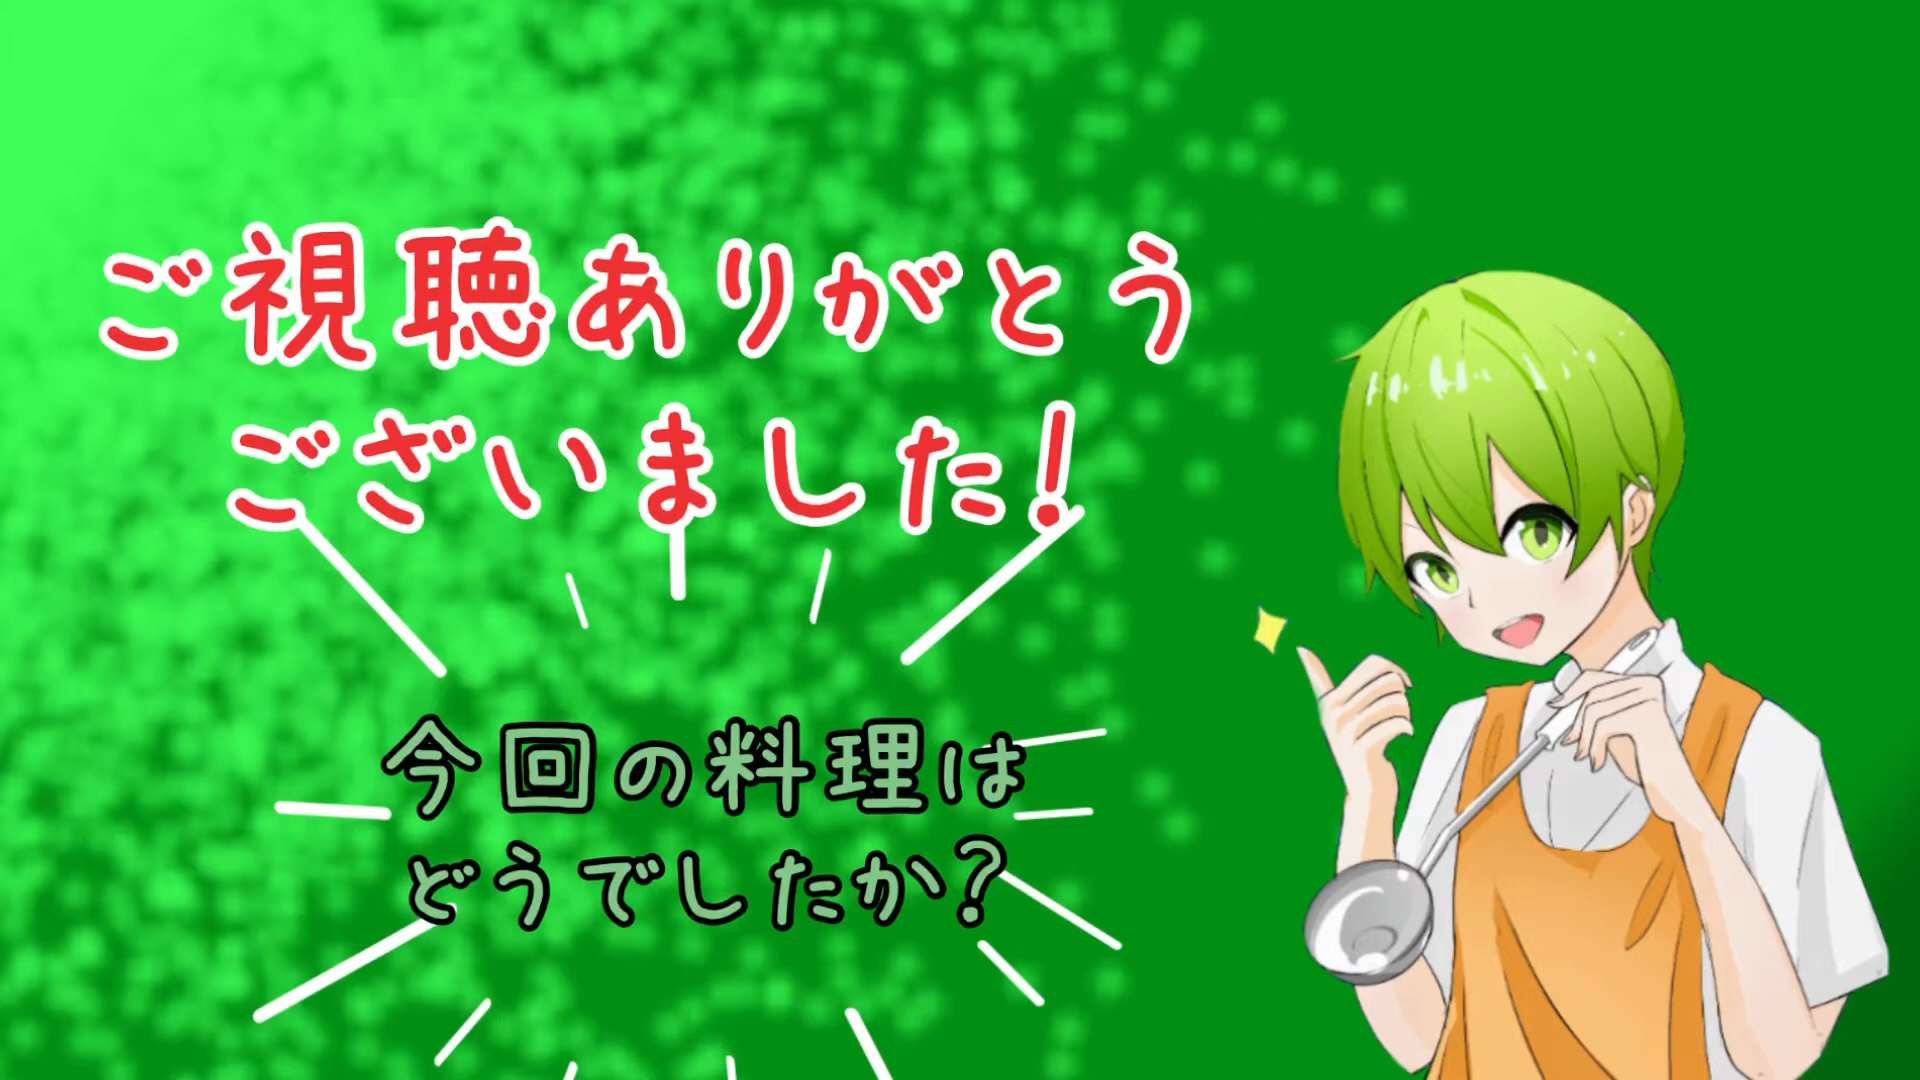 ご視聴ありがとう
ございました!
今回の料理は
どうでしたか?